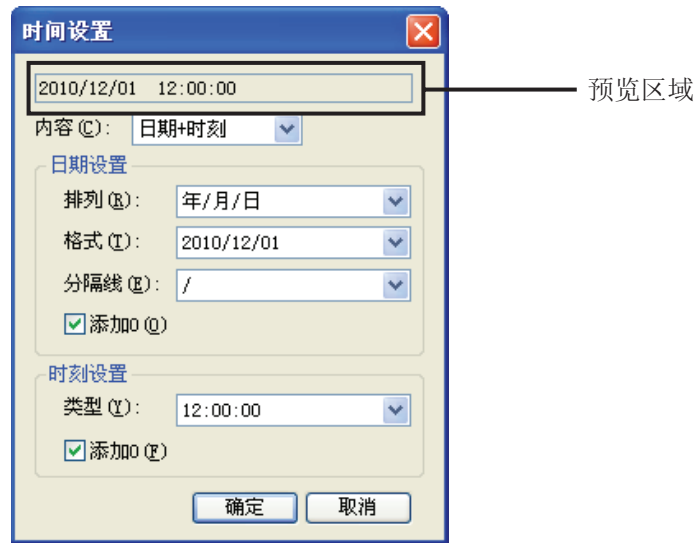 时间设置
2010/12/01 12:00:00
预览区域
内容(C): 日期+时刻
日期设置
排列(R): 年/月/日
格式(T): 2010/12/01
分隔线(E): /
添加0(O)
时刻设置
类型(Y): 12:00:00
添加0(F)
确定 取消